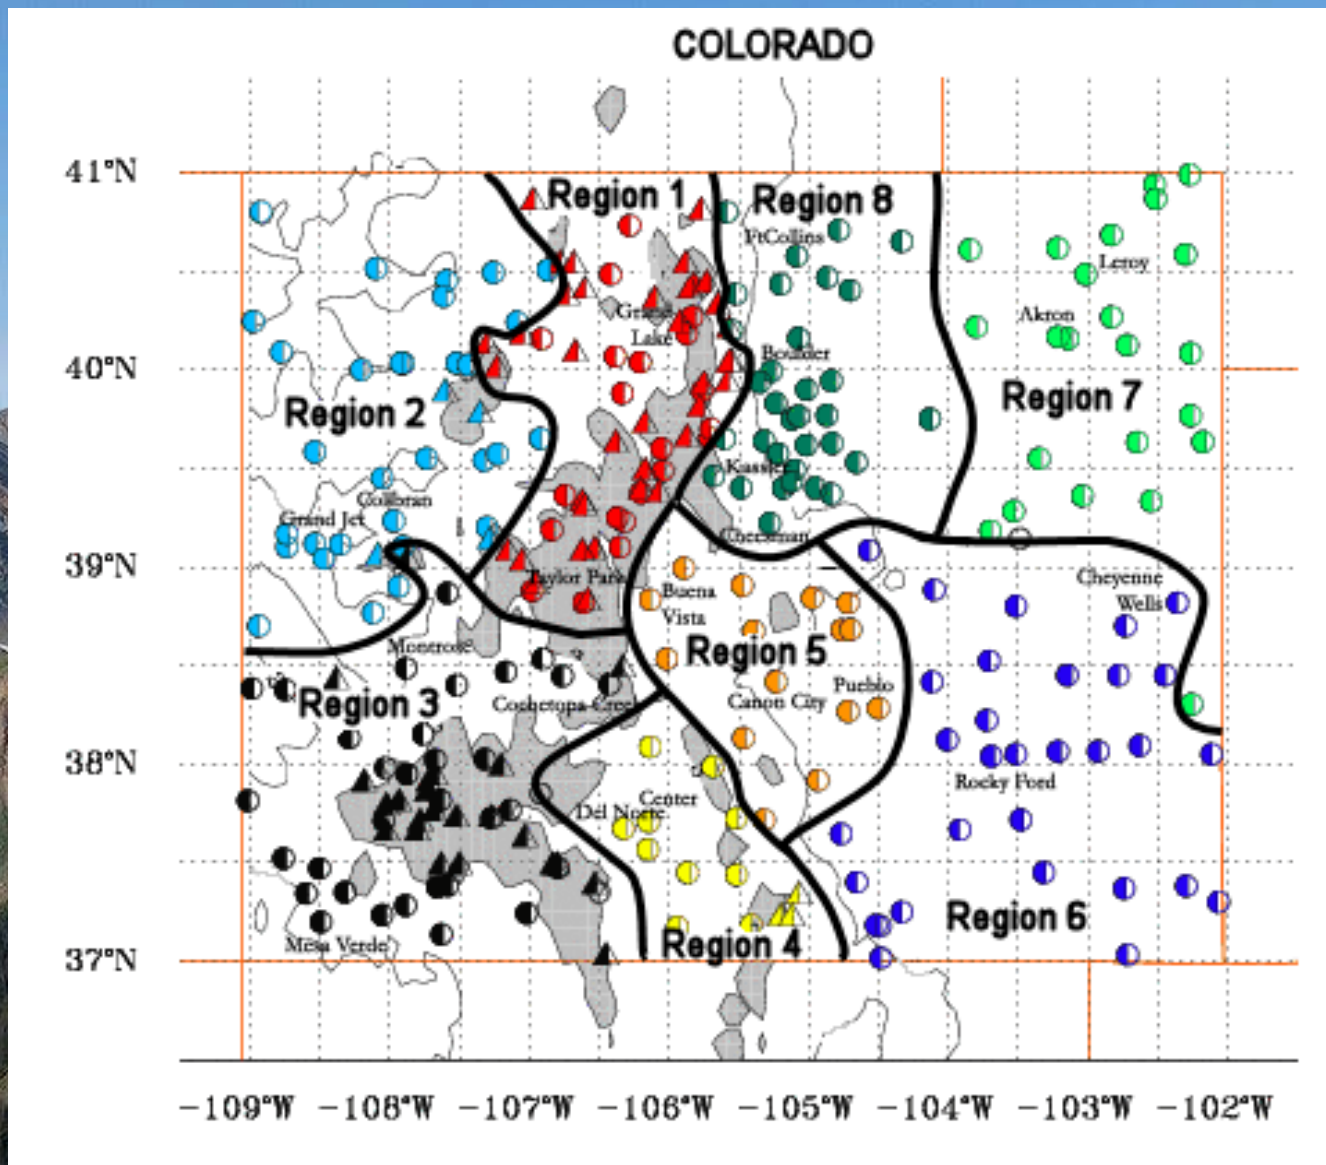 COLORADO
41°N
40°N
39°N
38°N
37°N
Region 1
Region 8
FtCollins
Leroy
Grand
Lake
Akron
Boulder
Region 7
Region 2
Kassler
Collbran
Grand Jct
Cheesman
Taylor Park
Buena
Vista
Cheyenne
Wells
Montrose
Region 5
Region 3
Cochetopa Creek
Canon City
Pueblo
Rocky Ford
Center
Del Norte
Region 6
Mesa Verde
Region 4
-109°W -108°W -107°W -106°W -105°W -104°W -103°W -102°W